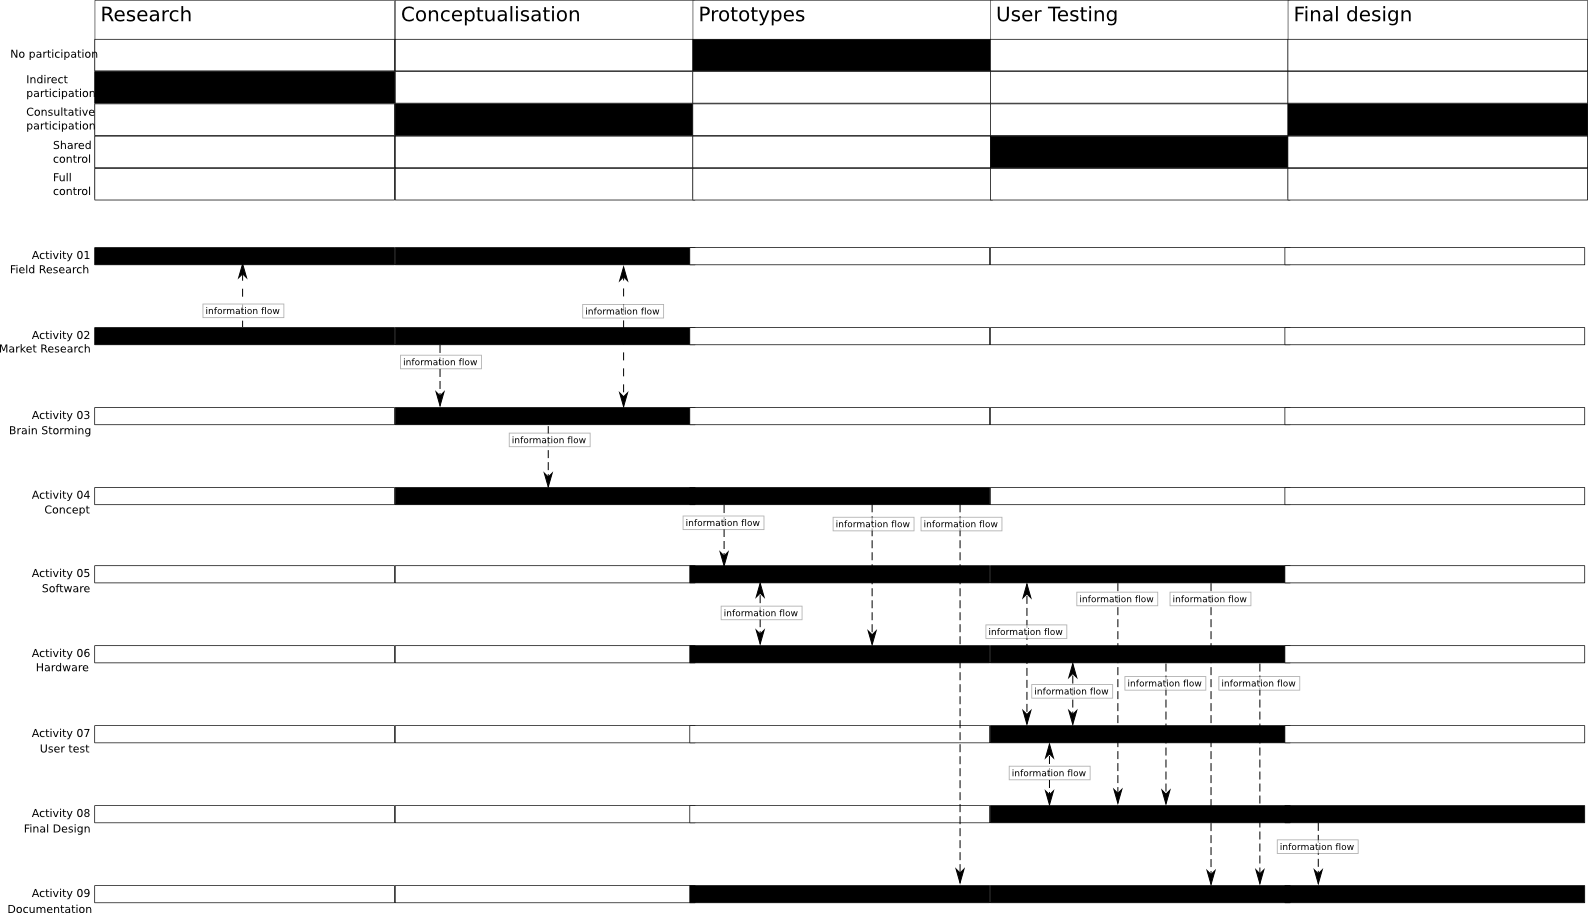 Research
Conceptualisation
Prototypes
User Testing
Final design
No participation
Indirect
participation
Consultative
participation
Shared
control
Full
control
Activity 01
Field Research
information flow
information flow
Activity 02
Market Research
information flow
Activity 03
Brain Storming
information flow
Activity 04
Concept
information flow
information flow
information flow
Activity 05
Software
information flow
information flow
information flow
information flow
Activity 06
Hardware
information flow
information flow
information flow
Activity 07
User test
information flow
Activity 08
Final Design
information flow
Activity 09
Documentation